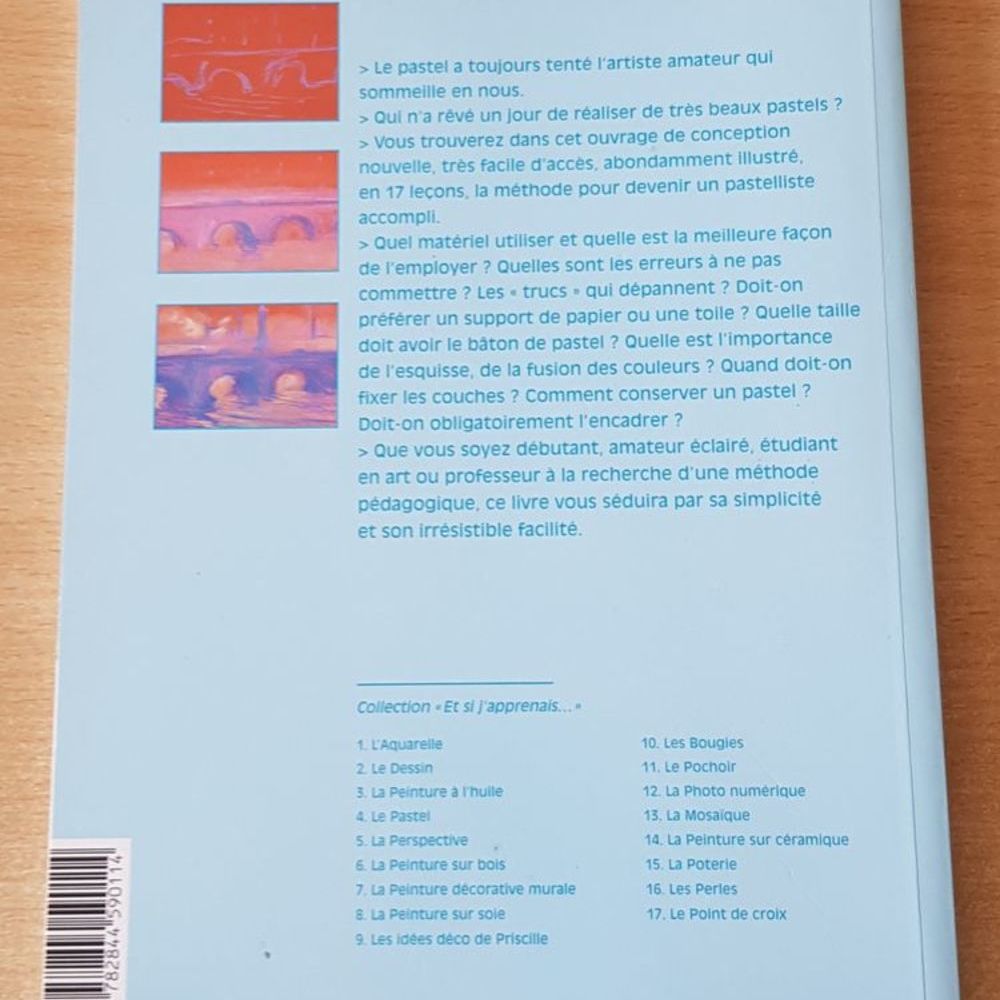 > Le pastel a toujours tenté l'artiste amateur qui
sommeille en nous.
> Qui n'a rêvé un jour de réaliser de très beaux pastels ?
> Vous trouverez dans cet ouvrage de conception
nouvelle, très facile d'accès, abondamment illustré,
en 17 leçons, la méthode pour devenir un pastelliste
accompli.
> Quel matériel utiliser et quelle est la meilleure façon
de l'employer ? Quelles sont les erreurs à ne pas
commettre ? Les « trucs » qui dépannent ? Doit-on
préférer un support de papier ou une toile ? Quelle taille
doit avoir le bâton de pastel ? Quelle est l'importance
de l'esquisse, de la fusion des couleurs ? Quand doit-on
fixer les couches ? Comment conserver un pastel ?
Doit-on obligatoirement l'encadrer ?
> Que vous soyez débutant, amateur éclairé, étudiant
en art ou professeur à la recherche d'une méthode
pédagogique, ce livre vous séduira par sa simplicité
et son irrésistible facilité.
Collection «Et si j'apprenais...»
1. L'Aquarelle
2. Le Dessin
3. La Peinture à l'huile
4. Le Pastel
5. La Perspective
6. La Peinture sur bois
7. La Peinture décorative murale
8. La Peinture sur soie
9. Les idées déco de Priscille
10. Les Bougies
11. Le Pochoir
12. La Photo numérique
13. La Mosaïque
14. La Peinture sur céramique
15. La Poterie
16. Les Perles
17. Le Point de croix
782844 590114